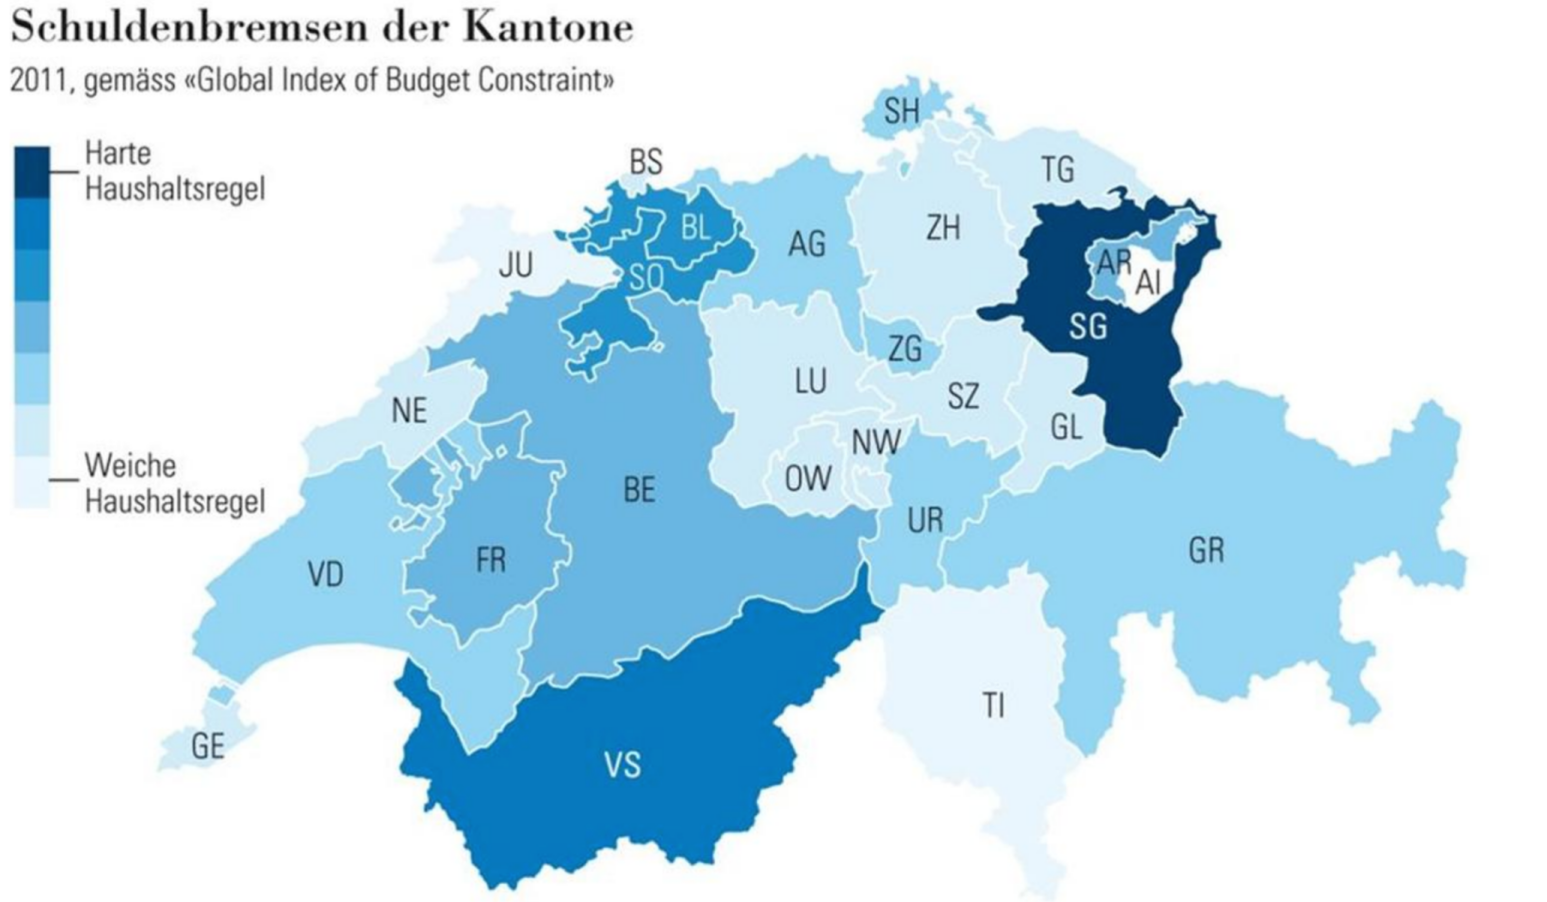 Schuldenbremsen der Kantone
2011, gemäss «Global Index of Budget Constraint»
Harte
Haushaltsregel
Weiche
Haushaltsregel
SH
BS
TG
BL
ZH
AG
JU
SO
AR
AI
SG
ZG
LU
SZ
NE
GL
NW
OW
BE
UR
GR
FR
VD
TI
GE
VS